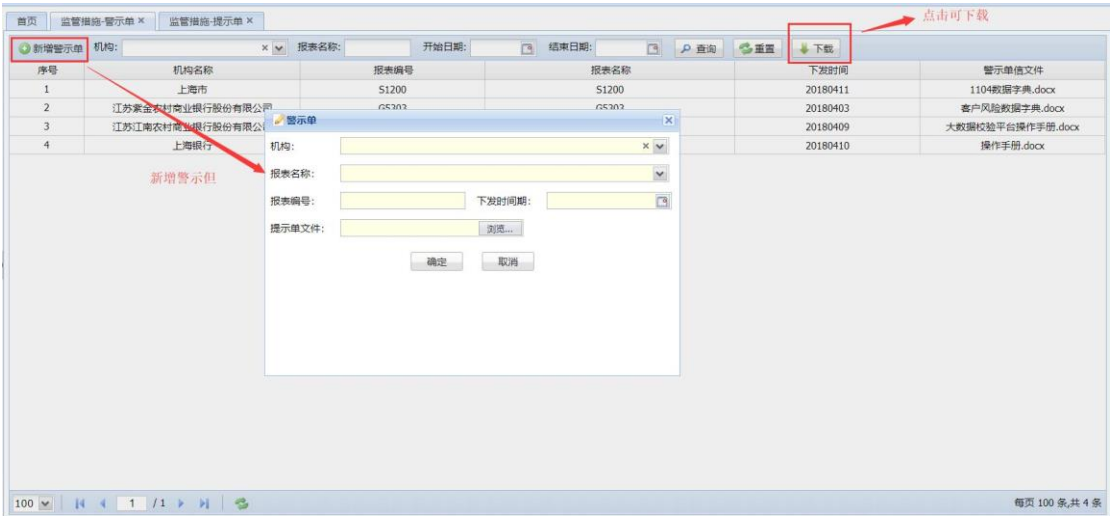 点击可下载
首页 监管措施-警示单 × 监管措施-提示单 ×
新增警示单 机构: 报表名称: 开始日期: 结束日期: 查询 重置 下载
序号 机构名称 报表编号 报表名称 下发时间 警示单信文件
1 上海市 S1200 S1200 20180411 1104数据字典.docx
2 江苏紫金农村商业银行股份有限公司 G5303 G5303 20180403 客户风险数据字典.docx
3 江苏江南农村商业银行股份有限公 20180409 大数据校验平台操作手册.docx
4 上海银行 20180410 操作手册.docx
新增警示但
警示单
机构:
报表名称:
报表编号: 下发时间期:
提示单文件: 浏览...
确定 取消
100 1 /1 每页 100 条,共 4 条